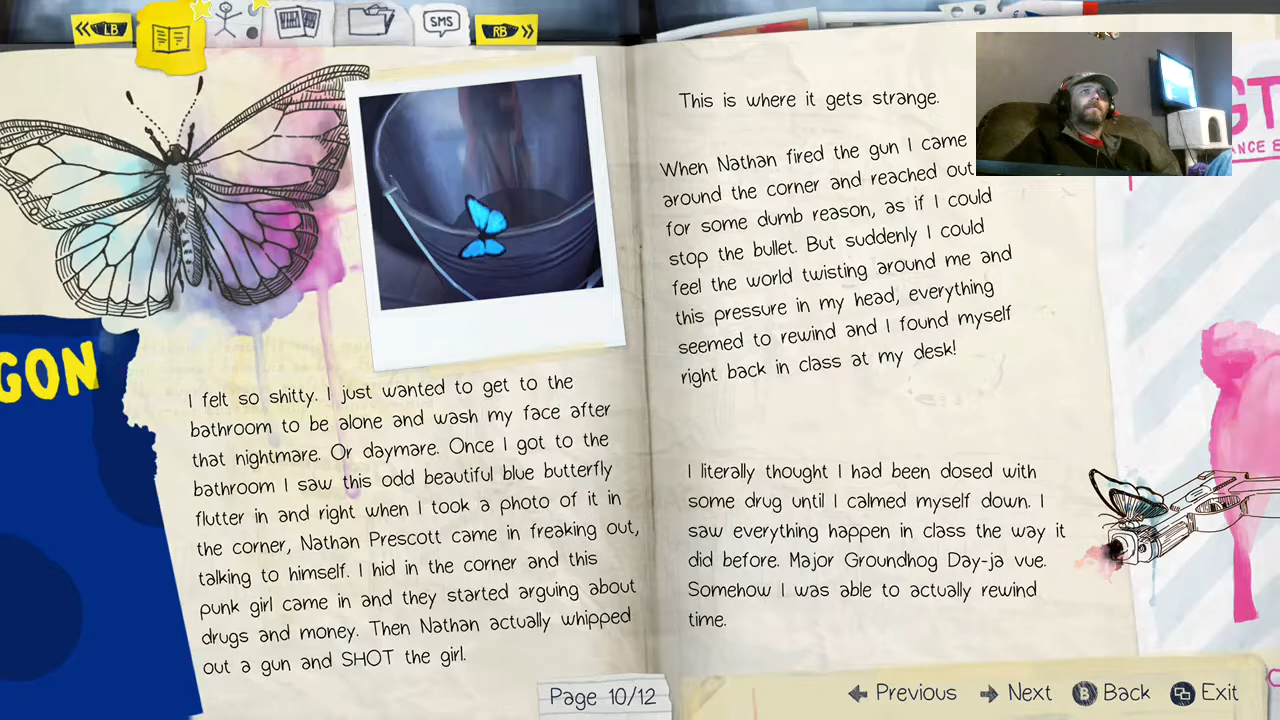 LB
SMS
RB
GON
I felt so shitty. I just wanted to get to the
bathroom to be alone and wash my face after
that nightmare. Or daymare. Once I got to the
bathroom I saw this odd beautiful blue butterfly
flutter in and right when I took a photo of it in
the corner, Nathan Prescott came in freaking out,
talking to himself. I hid in the corner and this
punk girl came in and they started arguing about
drugs and money. Then Nathan actually whipped
out a gun and SHOT the girl.
This is where it gets strange.
When Nathan fired the gun I came
around the corner and reached out
for some dumb reason, as if I could
stop the bullet. But suddenly I could
feel the world twisting around me and
this pressure in my head, everything
seemed to rewind and I found myself
right back in class at my desk!
I literally thought I had been dosed with
some drug until I calmed myself down. I
saw everything happen in class the way it
did before. Major Groundhog Day-ja vue.
Somehow I was able to actually rewind
time.
GT
ANCE E
Page 10/12
Previous
Next
B Back
Exit